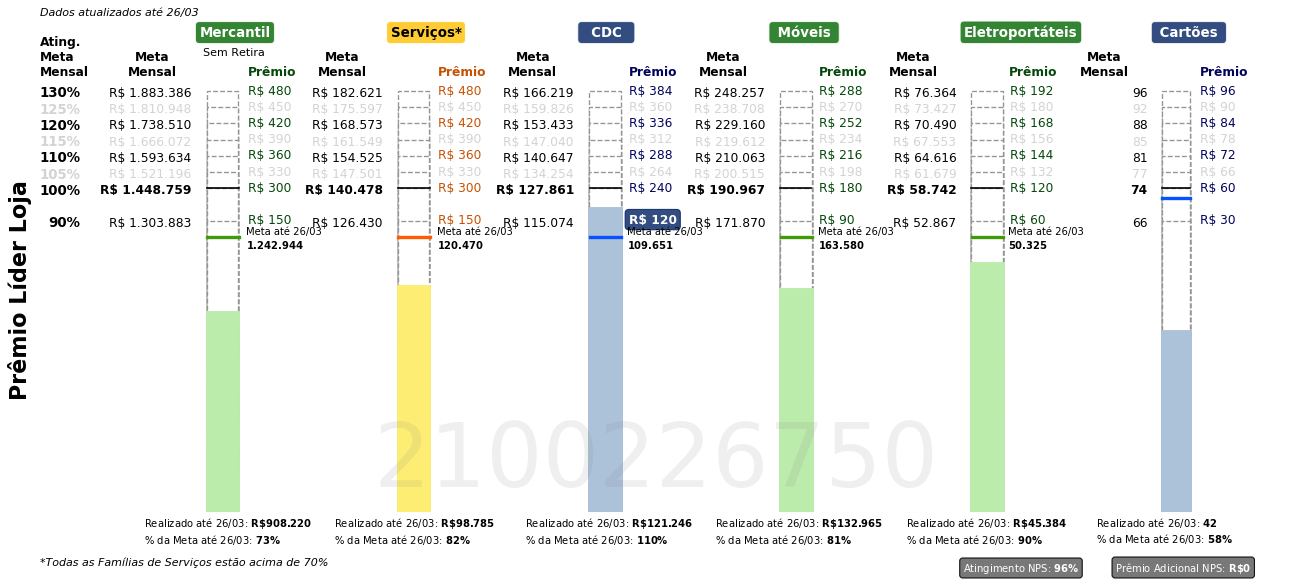 Dados atualizados até 26/03
Mercantil Serviços* CDC Móveis Eletroportáteis Cartões
Sem Retira
Ating. Meta Mensal
Meta Mensal Prêmio Meta Mensal Prêmio Meta Mensal Prêmio Meta Mensal Prêmio Meta Mensal Prêmio Meta Mensal Prêmio
130% R$ 1.883.386 R$ 480 R$ 182.621 R$ 480 R$ 166.219 R$ 384 R$ 248.257 R$ 288 R$ 76.364 R$ 192 96 R$ 96
125% R$ 1.810.948 R$ 450 R$ 175.597 R$ 450 R$ 159.826 R$ 360 R$ 238.708 R$ 270 R$ 73.427 R$ 180 92 R$ 90
120% R$ 1.738.510 R$ 420 R$ 168.573 R$ 420 R$ 153.433 R$ 336 R$ 229.160 R$ 252 R$ 70.490 R$ 168 88 R$ 84
115% R$ 1.666.072 R$ 390 R$ 161.549 R$ 390 R$ 147.040 R$ 312 R$ 219.612 R$ 234 R$ 67.553 R$ 156 85 R$ 78
110% R$ 1.593.634 R$ 360 R$ 154.525 R$ 360 R$ 140.647 R$ 288 R$ 210.063 R$ 216 R$ 64.616 R$ 144 81 R$ 72
105% R$ 1.521.196 R$ 330 R$ 147.501 R$ 330 R$ 134.254 R$ 264 R$ 200.515 R$ 198 R$ 61.679 R$ 132 77 R$ 66
100% R$ 1.448.759 R$ 300 R$ 140.478 R$ 300 R$ 127.861 R$ 240 R$ 190.967 R$ 180 R$ 58.742 R$ 120 74 R$ 60
90% R$ 1.303.883 R$ 150 R$ 126.430 R$ 150 R$ 115.074 R$ 120 R$ 171.870 R$ 90 R$ 52.867 R$ 60 66 R$ 30
Meta até 26/03 Meta até 26/03 Meta até 26/03 Meta até 26/03 Meta até 26/03
1.242.944 120.470 109.651 163.580 50.325
Prêmio Líder Loja
2100226750
Realizado até 26/03: R$908.220 Realizado até 26/03: R$98.785 Realizado até 26/03: R$121.246 Realizado até 26/03: R$132.965 Realizado até 26/03: R$45.384 Realizado até 26/03: 42
% da Meta até 26/03: 73% % da Meta até 26/03: 82% % da Meta até 26/03: 110% % da Meta até 26/03: 81% % da Meta até 26/03: 90% % da Meta até 26/03: 58%
*Todas as Famílias de Serviços estão acima de 70%
Atingimento NPS: 96% Prêmio Adicional NPS: R$0